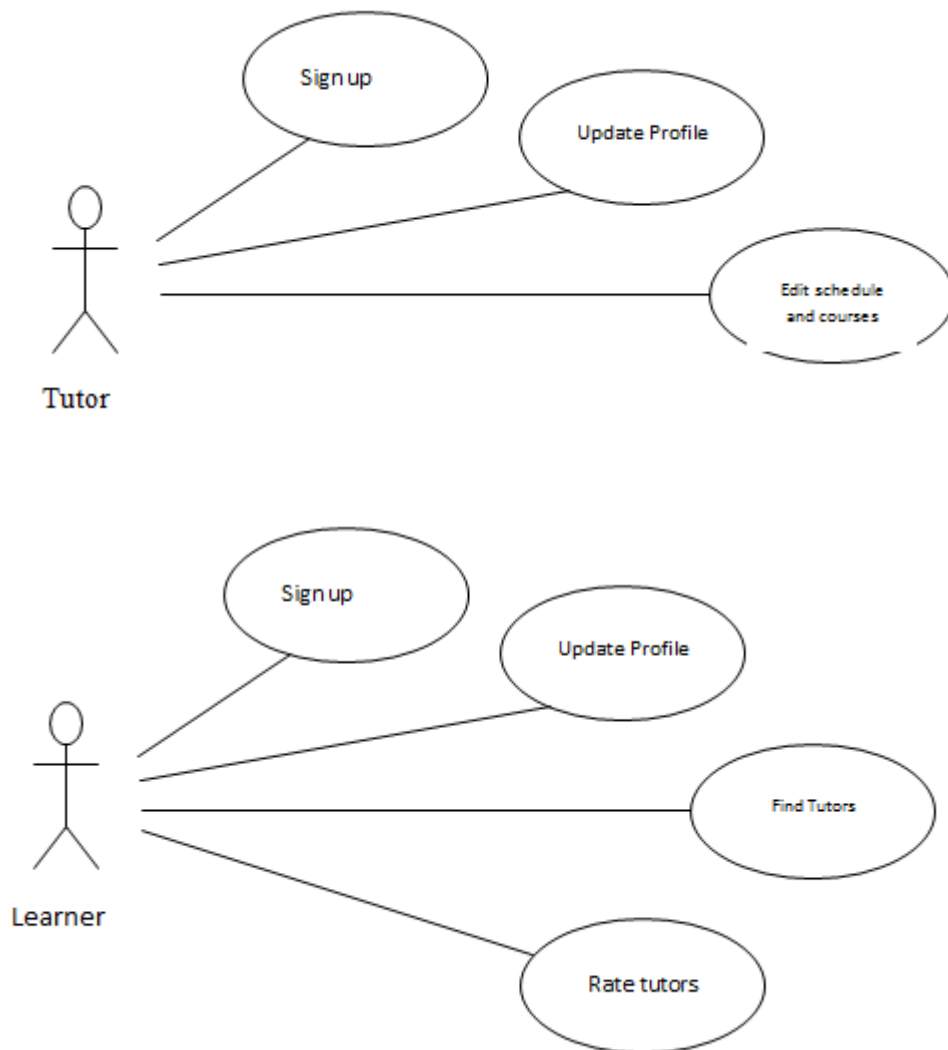 Sign up
Update Profile
Edit schedule
and courses
Tutor
Sign up
Update Profile
Find Tutors
Learner
Rate tutors